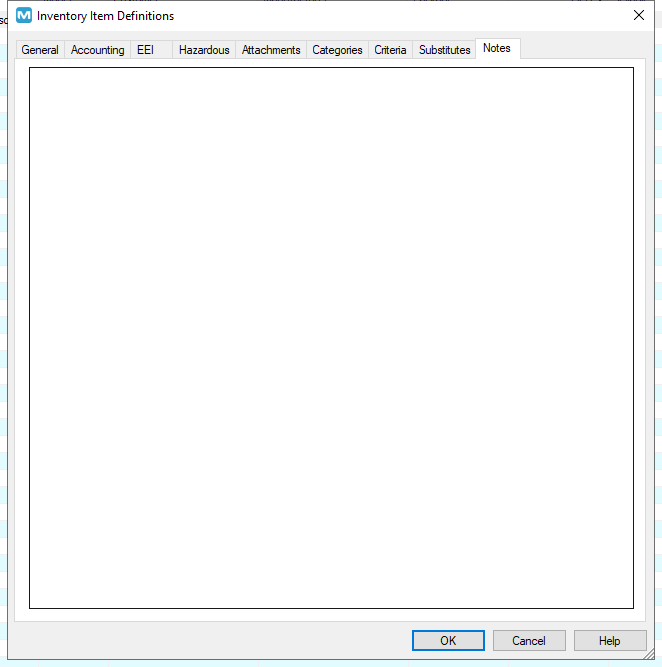 Inventory Item Definitions
General Accounting EEI Hazardous Attachments Categories Criteria Substitutes Notes
OK Cancel Help